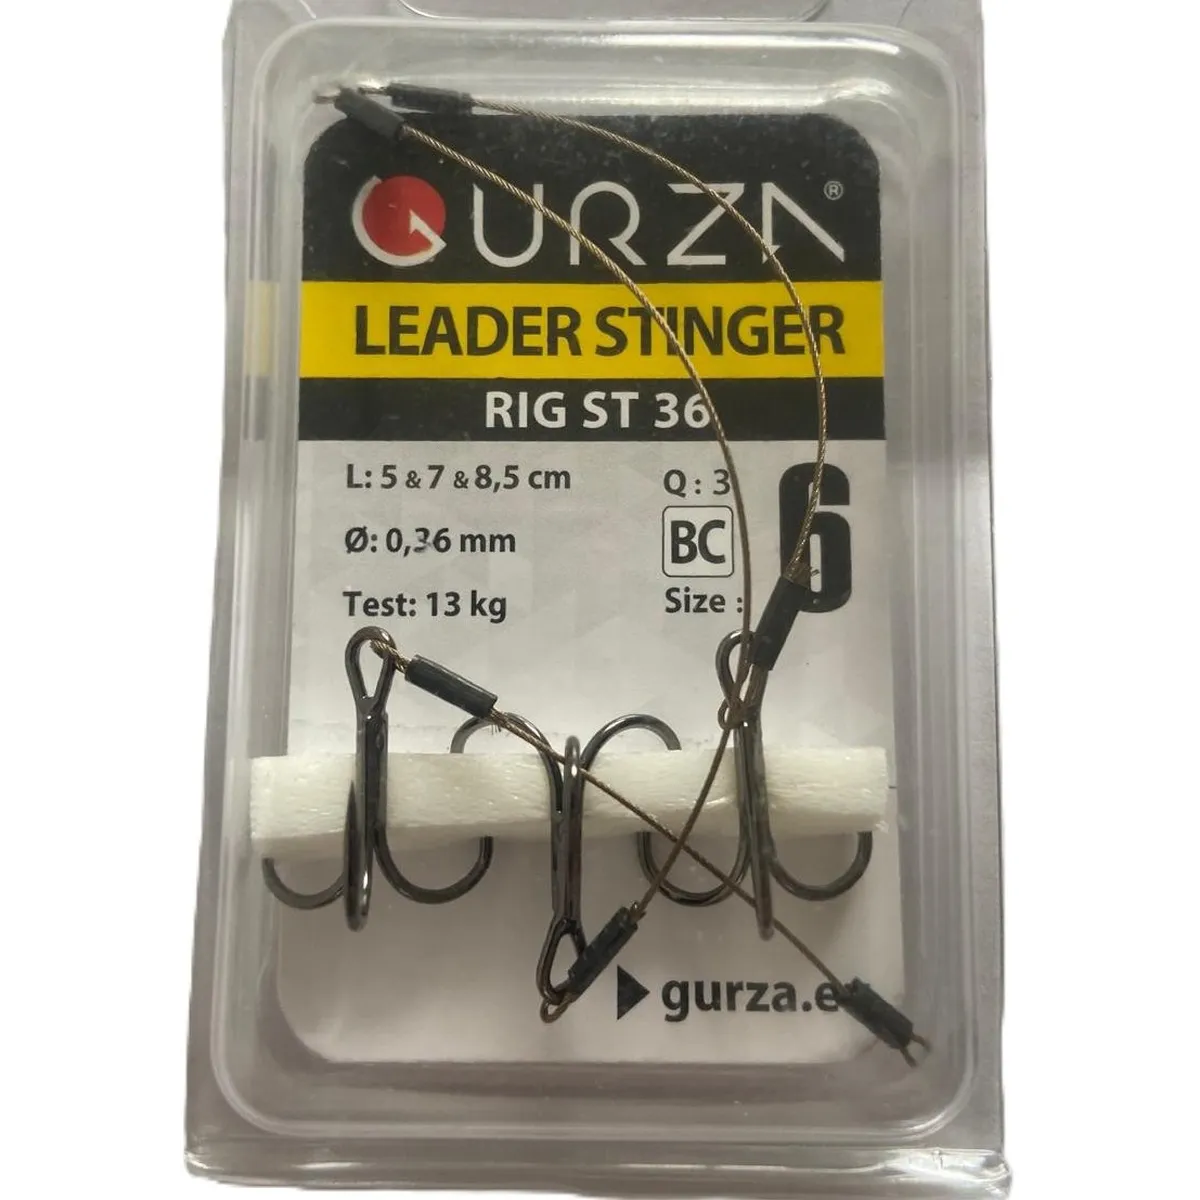 GURZA®
LEADER STINGER
RIG ST 36
L: 5 & 7 & 8,5 cm
Q : 3
Ø: 0,36 mm
BC
Test: 13 kg
Size : 6